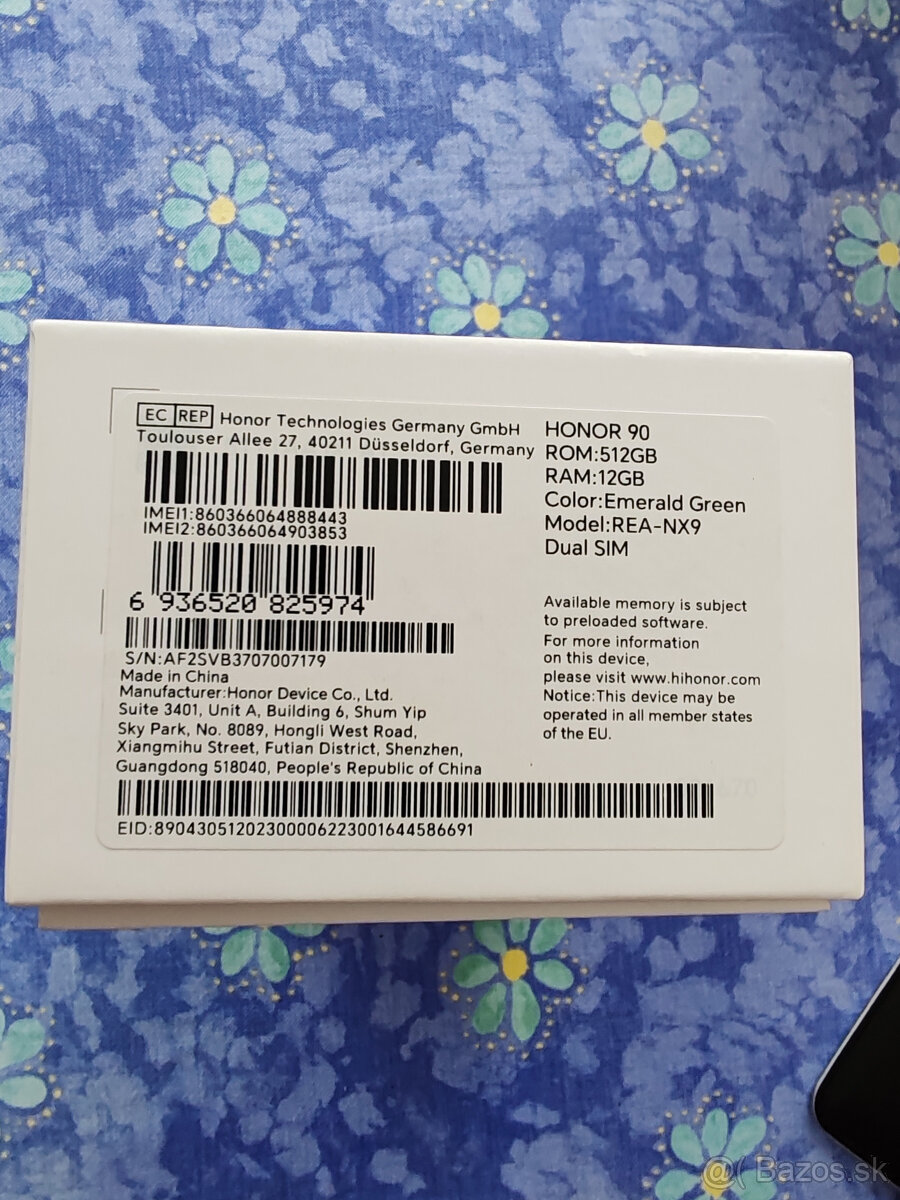 EC REP Honor Technologies Germany GmbH
Toulouser Allee 27, 40211 Düsseldorf, Germany
IMEI1:860366064888443
IMEI2:860366064903853
6 936520 825974
S/N:AF2SVB3707007179
Made in China
Manufacturer:Honor Device Co., Ltd.
Suite 3401, Unit A, Building 6, Shum Yip
Sky Park, No. 8089, Hongli West Road,
Xiangmihu Street, Futian District, Shenzhen,
Guangdong 518040, People's Republic of China
EID:89043051202300006223001644586691
HONOR 90
ROM:512GB
RAM:12GB
Color:Emerald Green
Model:REA-NX9
Dual SIM
Available memory is subject
to preloaded software.
For more information
on this device,
please visit www.hihonor.com
Notice:This device may be
operated in all member states
of the EU.
Bazos.sk